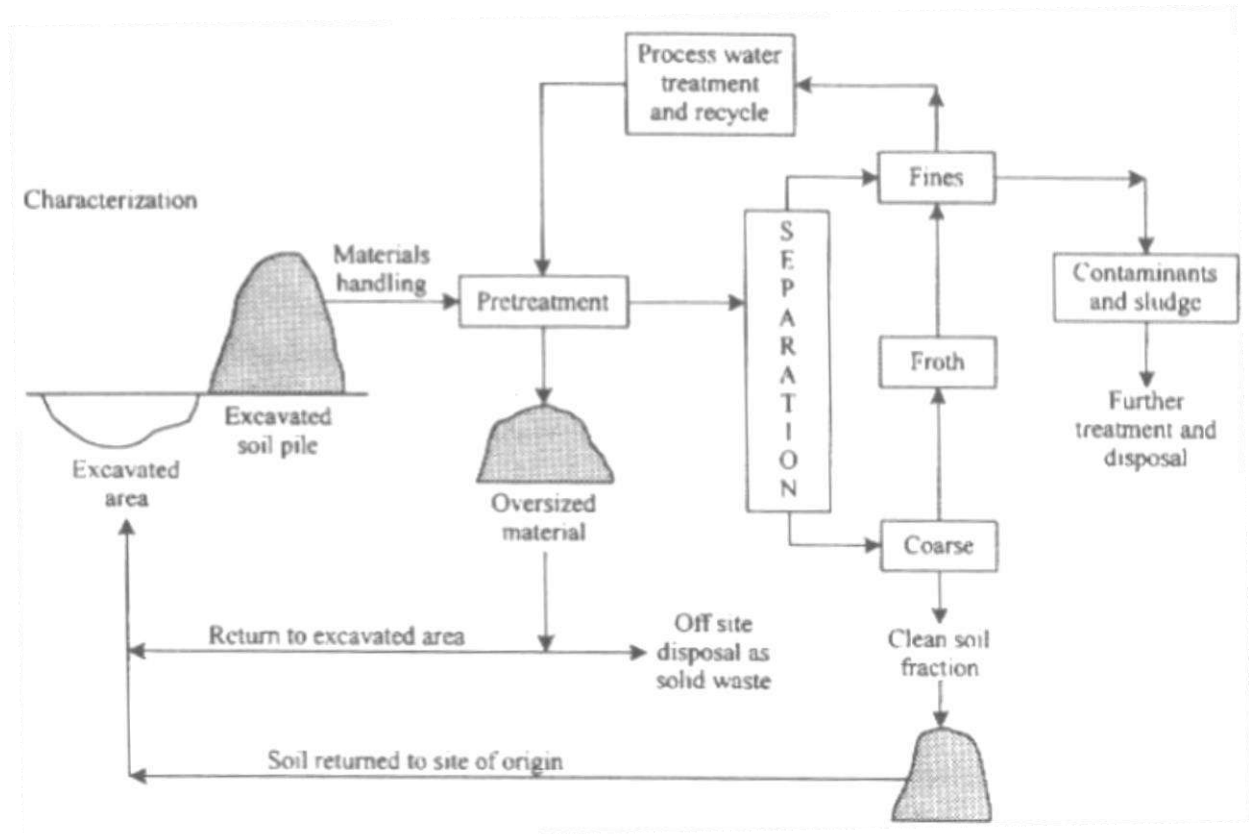 Process water
treatment
and recycle
Fines
Characterization
S
E
P
A
R
A
T
I
O
N
Materials
handling
Pretreatment
Contaminants
and sludge
Froth
Further
treatment and
disposal
Excavated
soil pile
Excavated
area
Oversized
material
Coarse
Return to excavated area
Off site
disposal as
solid waste
Clean soil
fraction
Soil returned to site of origin